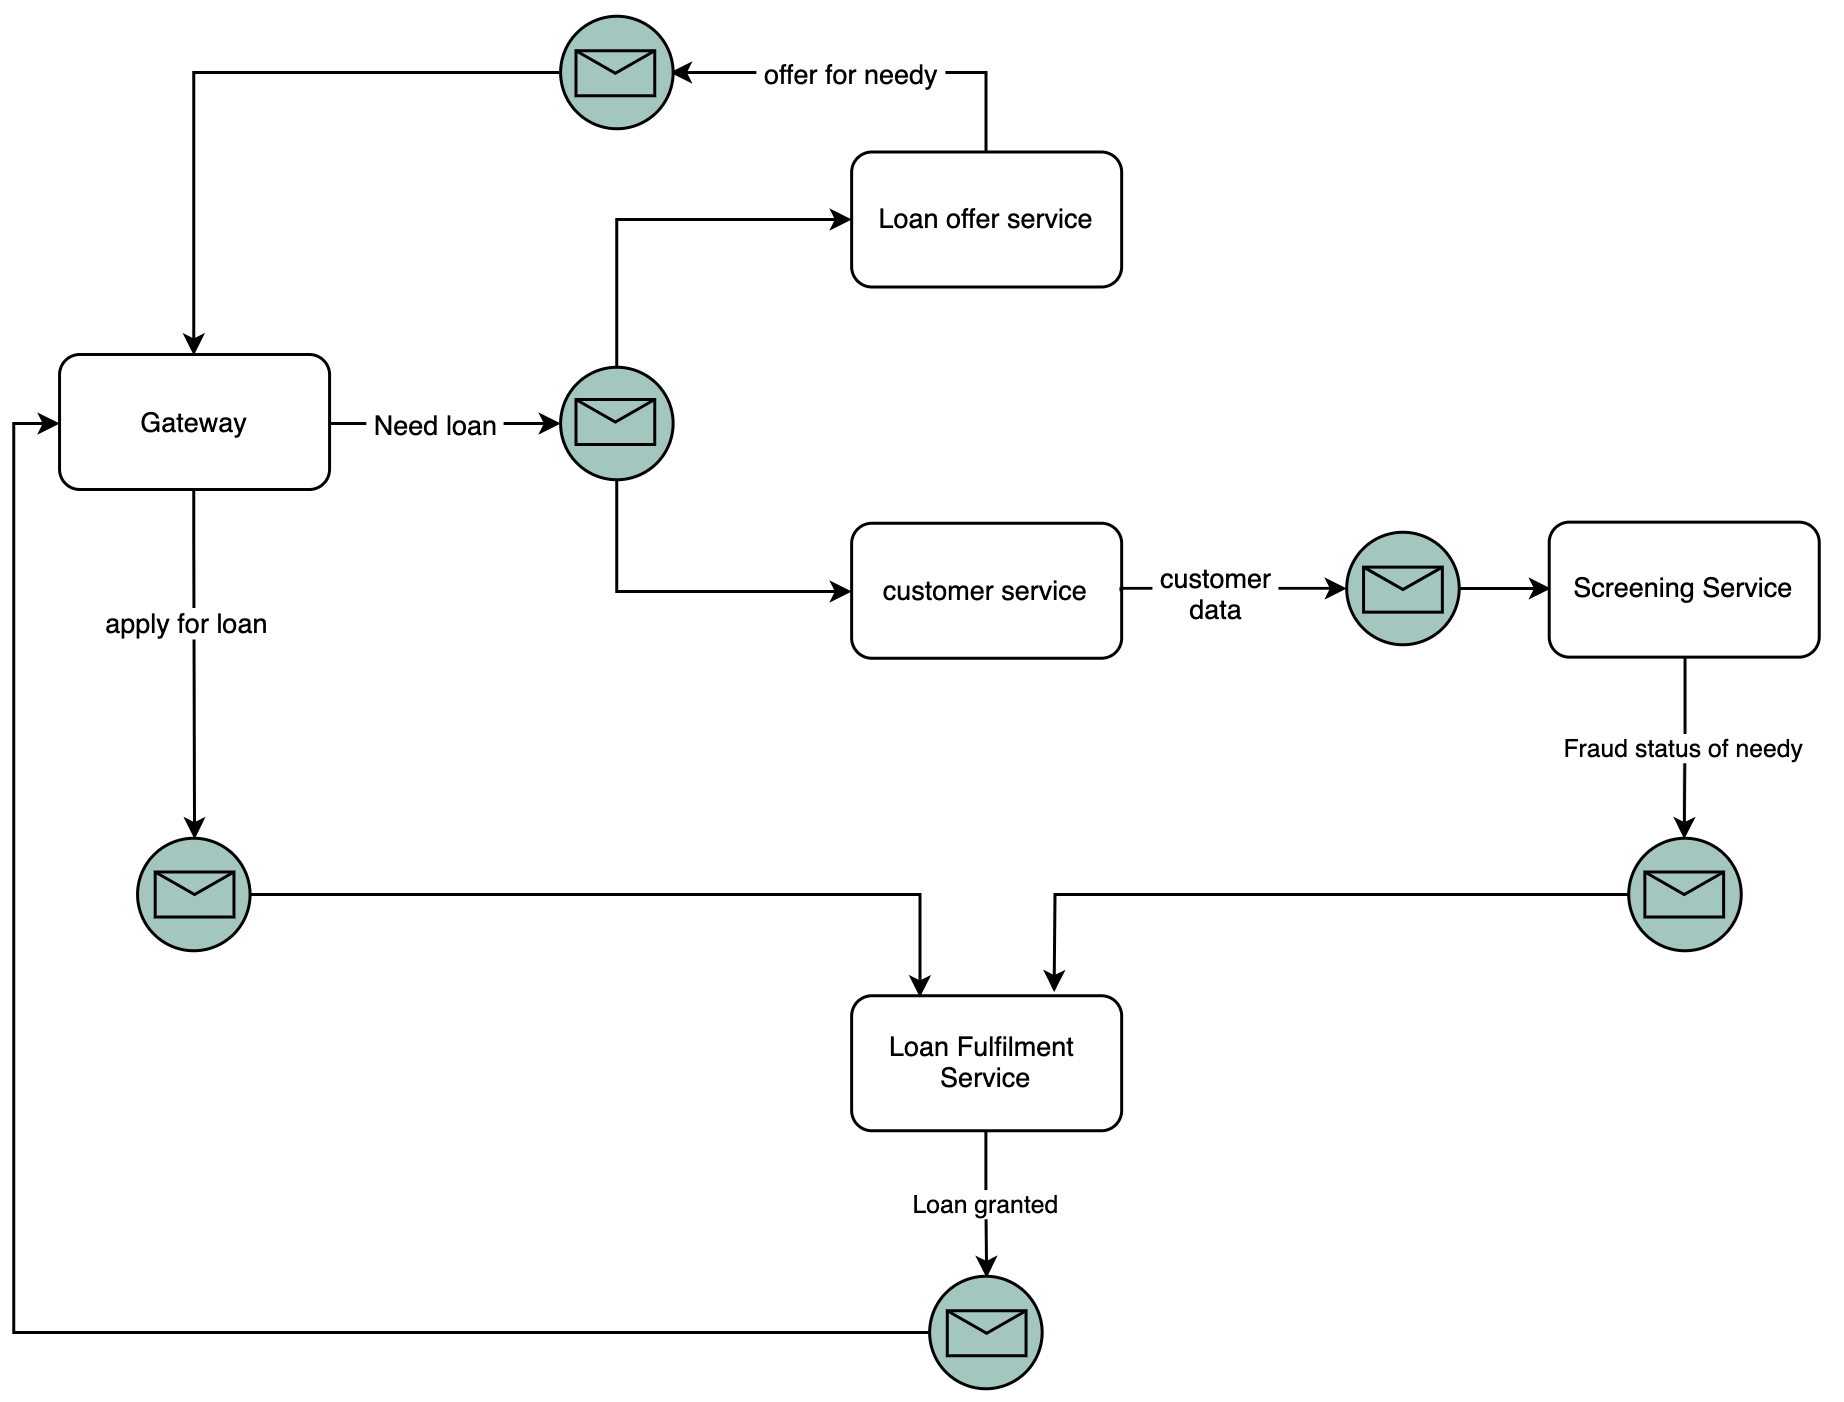 offer for needy
Loan offer service
Gateway
Need loan
customer service
customer
data
Screening Service
apply for loan
Fraud status of needy
Loan Fulfilment
Service
Loan granted